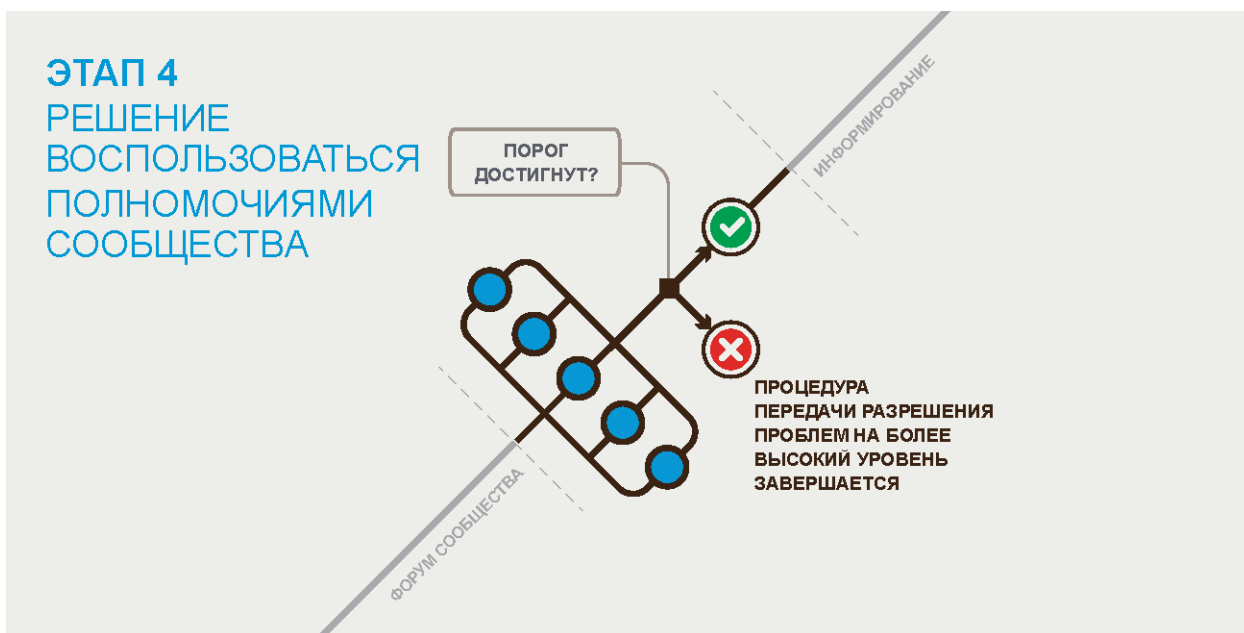 ЭТАП 4
РЕШЕНИЕ
ВОСПОЛЬЗОВАТЬСЯ
ПОЛНОМОЧИЯМИ
СООБЩЕСТВА
ПОРОГ
ДОСТИГНУТ?
ИНФОРМИРОВАНИЕ
ПРОЦЕДУРА
ПЕРЕДАЧИ РАЗРЕШЕНИЯ
ПРОБЛЕМ НА БОЛЕЕ
ВЫСОКИЙ УРОВЕНЬ
ЗАВЕРШАЕТСЯ
ФОРУМ СООБЩЕСТВА